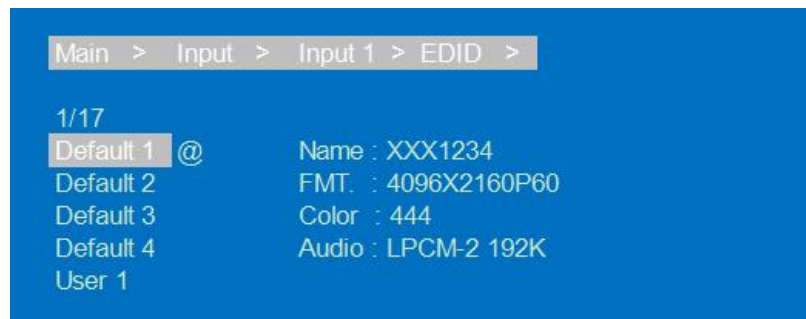 Main > Input > Input 1 > EDID >
1/17
Default 1 @ Name : XXX1234
Default 2 FMT. : 4096X2160P60
Default 3 Color : 444
Default 4 Audio : LPCM-2 192K
User 1